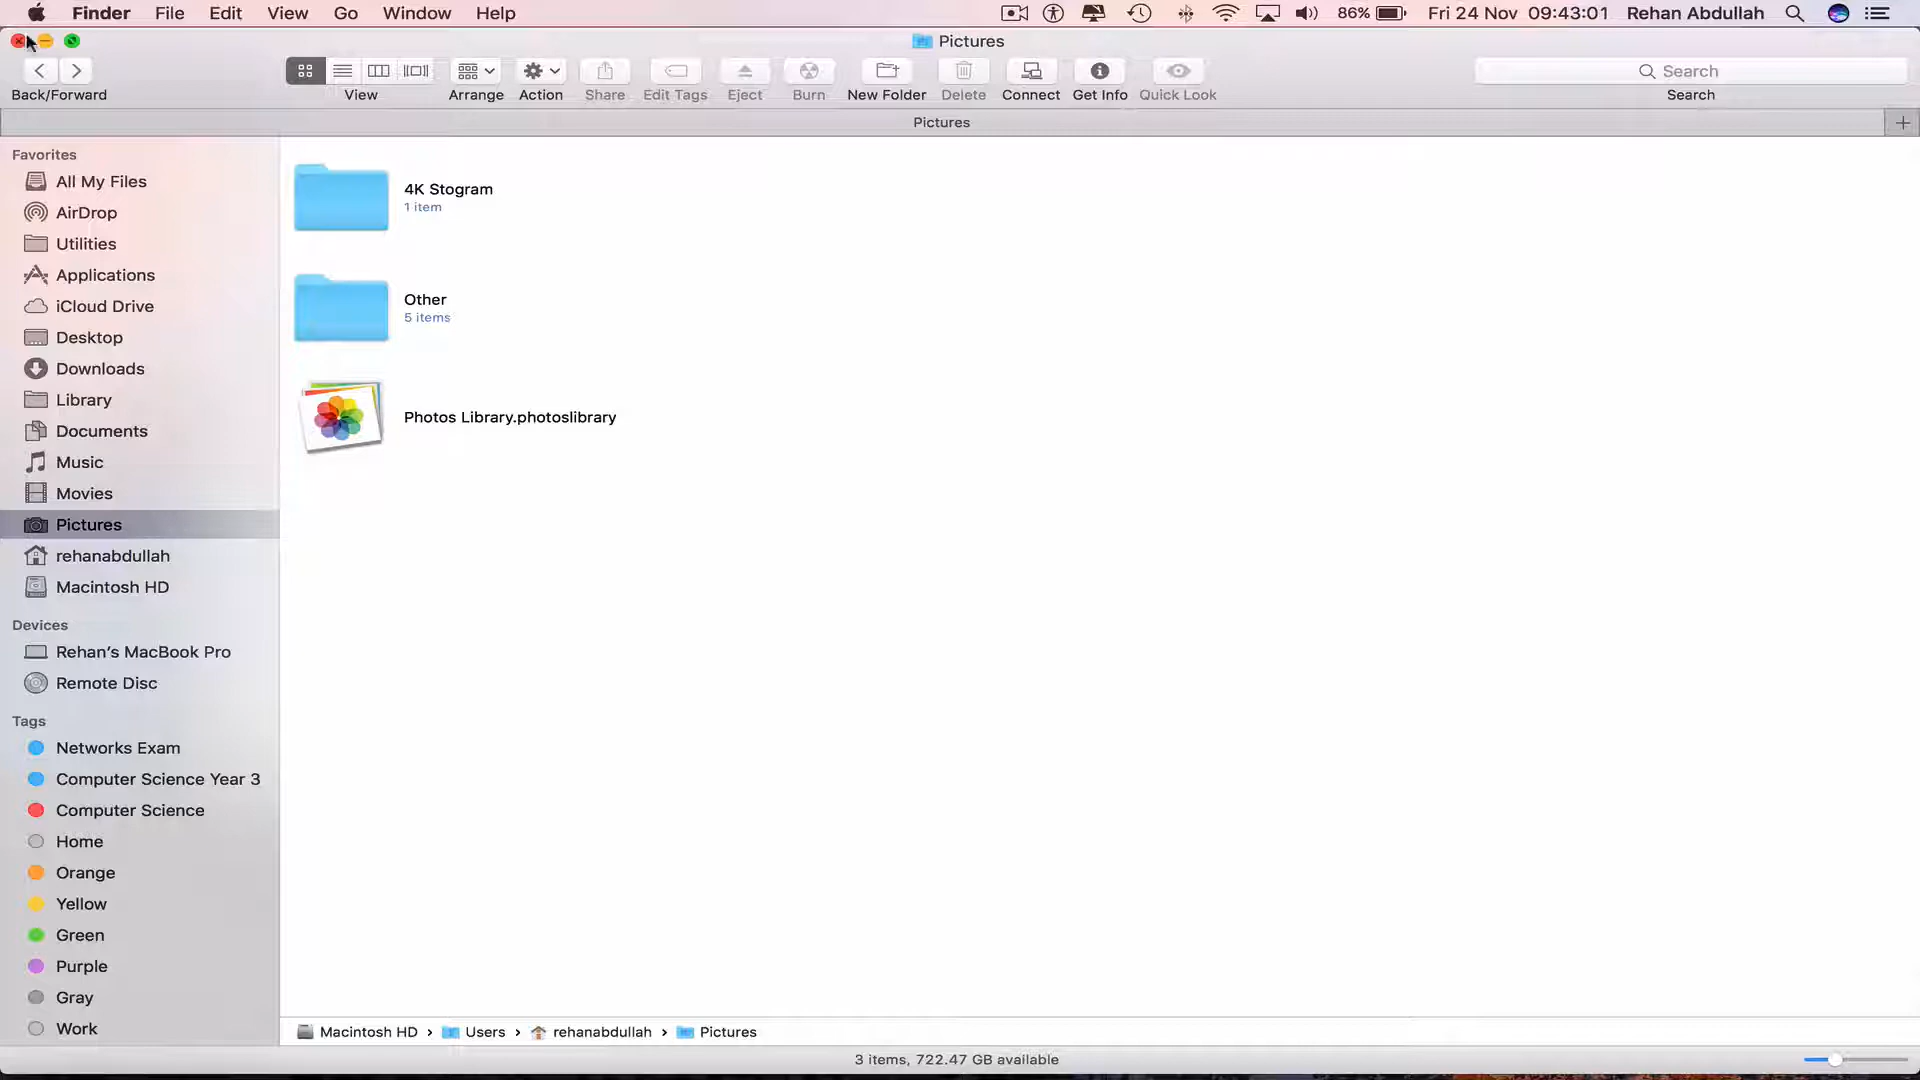 Finder File Edit View Go Window Help 86% Fri 24 Nov 09:43:01 Rehan Abdullah
Pictures
Search
Back/Forward View Arrange Action Share Edit Tags Eject Burn New Folder Delete Connect Get Info Quick Look Search
Pictures
Favorites
All My Files
AirDrop
Utilities
Applications
iCloud Drive
Desktop
Downloads
Library
Documents
Music
Movies
Pictures
rehanabdullah
Macintosh HD
Devices
Rehan’s MacBook Pro
Remote Disc
Tags
Networks Exam
Computer Science Year 3
Computer Science
Home
Orange
Yellow
Green
Purple
Gray
Work
4K Stogram
1 item
Other
5 items
Photos Library.photoslibrary
Macintosh HD › Users › rehanabdullah › Pictures
3 items, 722.47 GB available